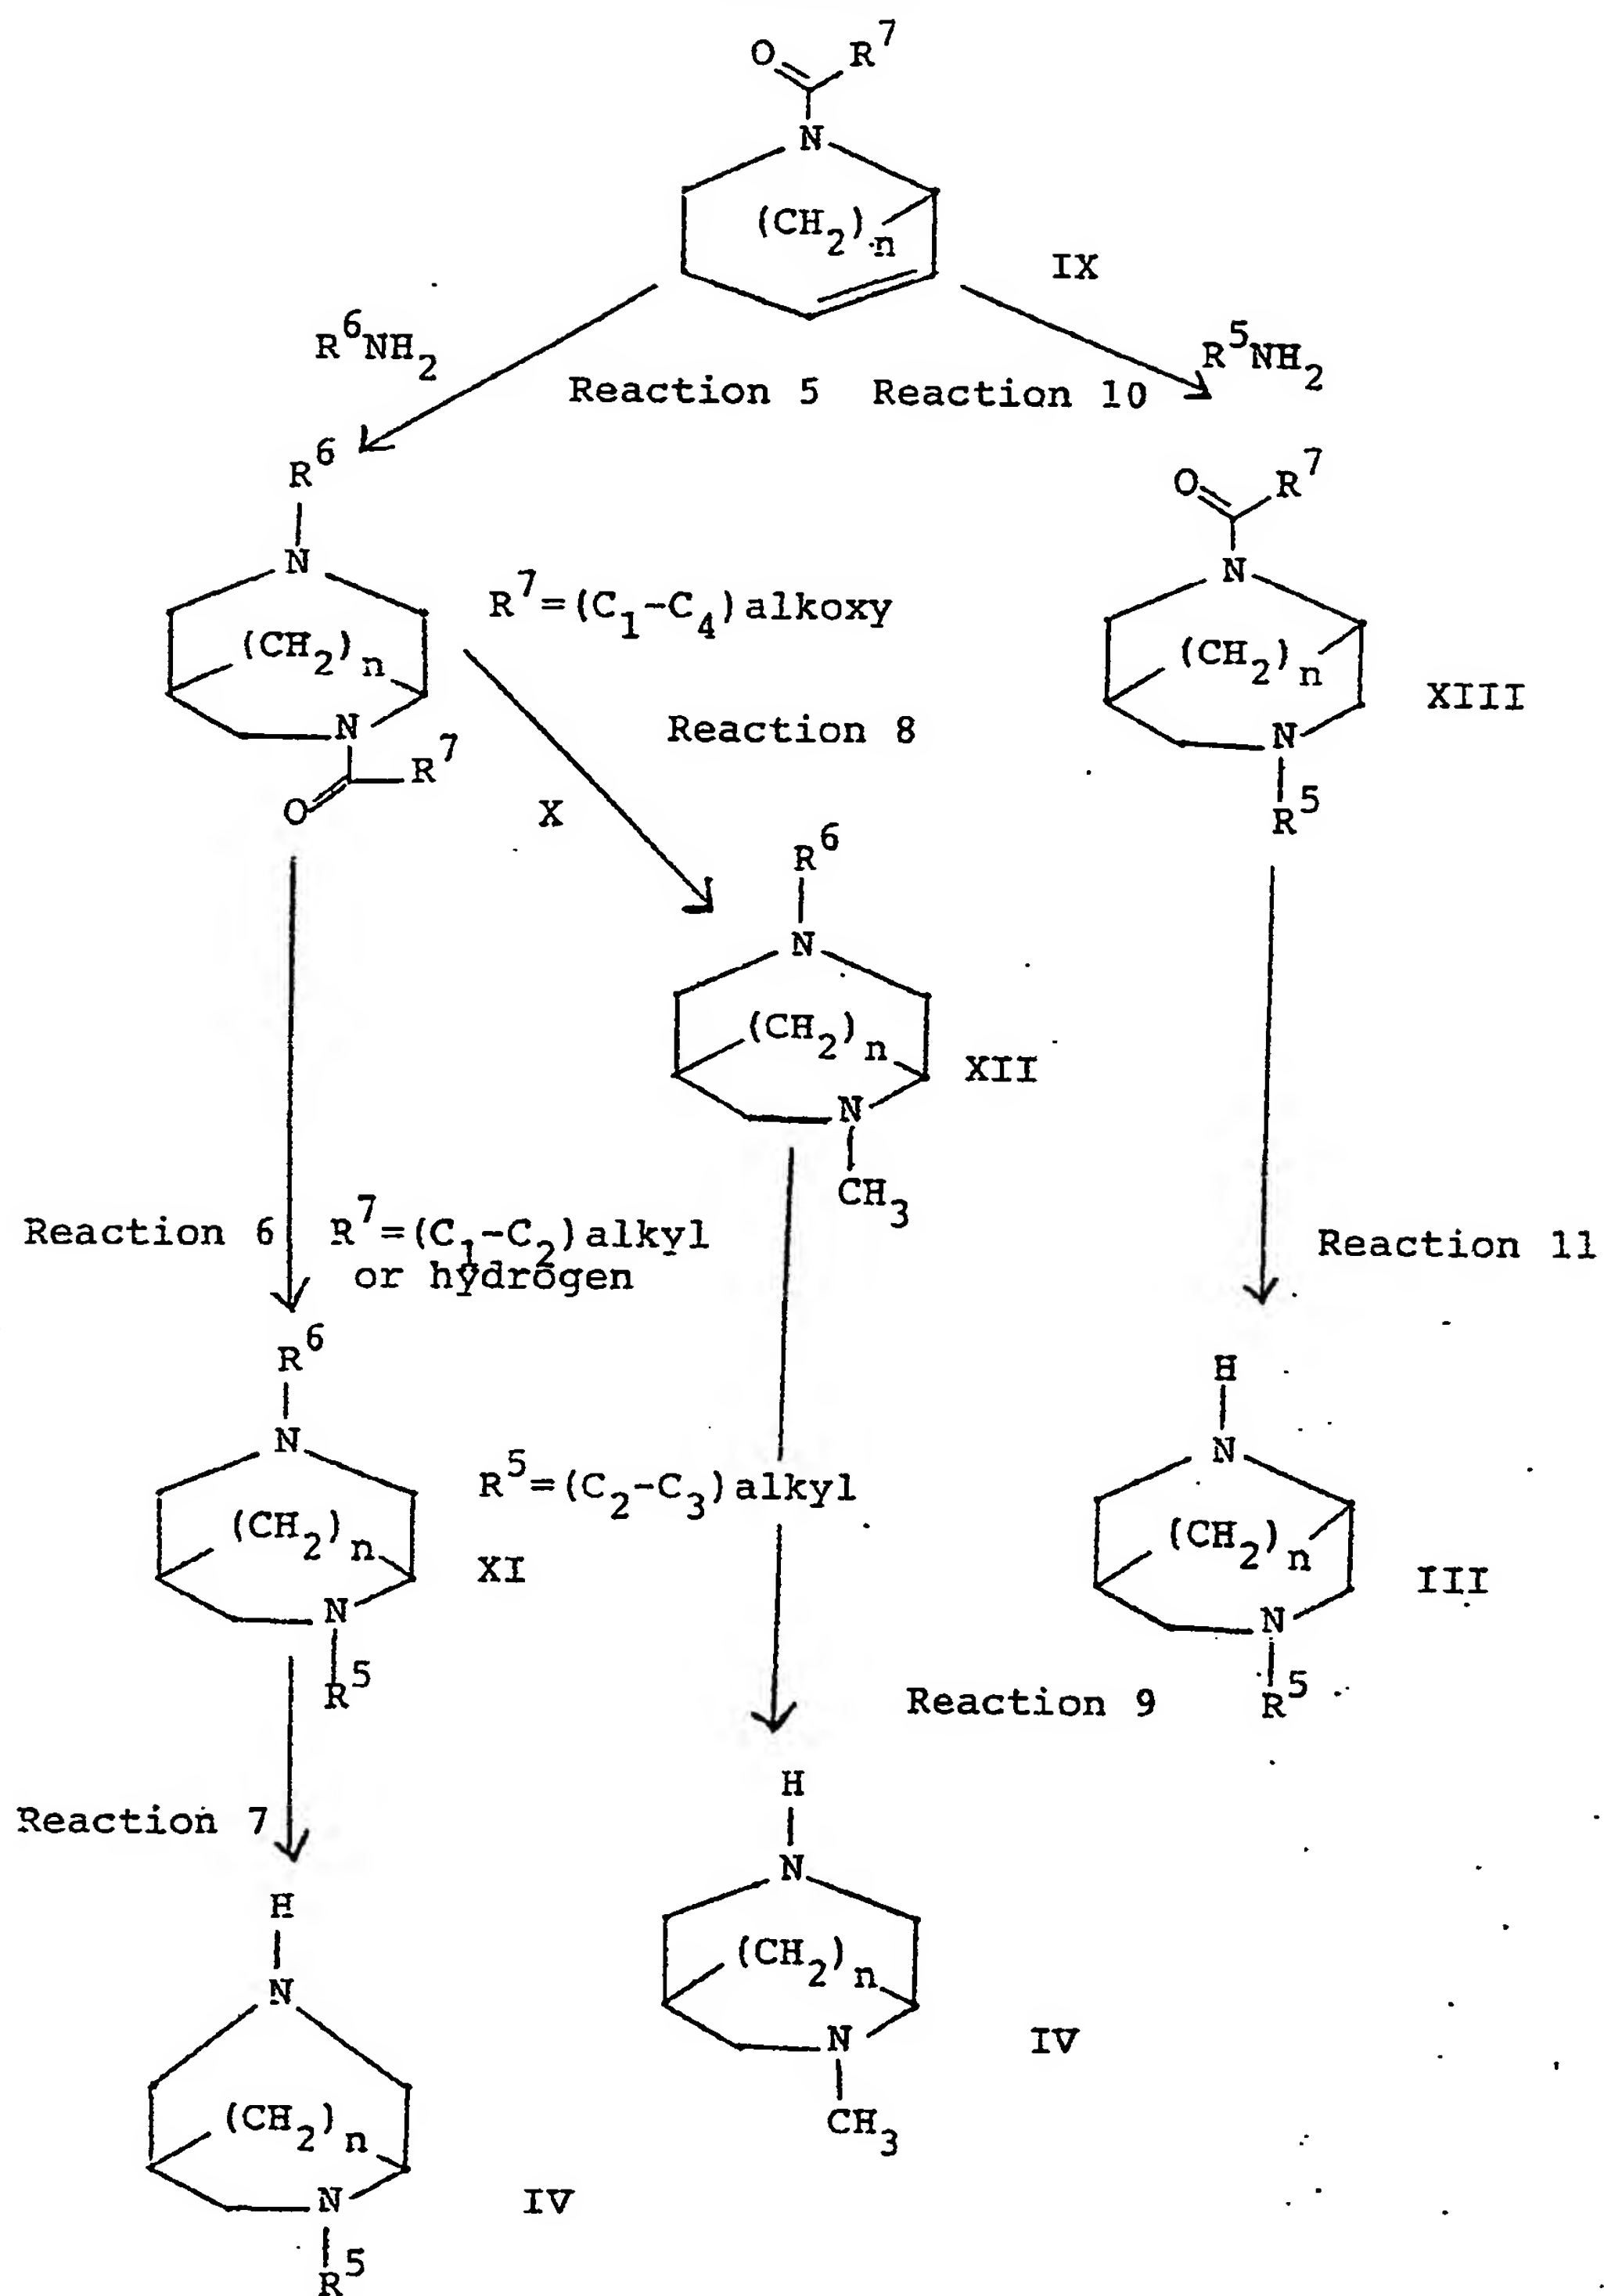 O R7
N
(CH2)n
IX
R6NH2
R5NH2
Reaction 5 Reaction 10
R6
N
(CH2)n
N
R7
O
R7=(C1-C4)alkoxy
Reaction 8
X
O R7
N
(CH2)n
XIII
N
R5
R6
N
(CH2)n
XII
N
CH3
Reaction 6
R7=(C1-C2)alkyl
or hydrogen
Reaction 11
R6
N
(CH2)n
XI
N
R5
R5=(C2-C3)alkyl
H
N
(CH2)n
III
N
R5
Reaction 9
Reaction 7
H
N
(CH2)n
IV
N
CH3
H
N
(CH2)n
N
IV
R5